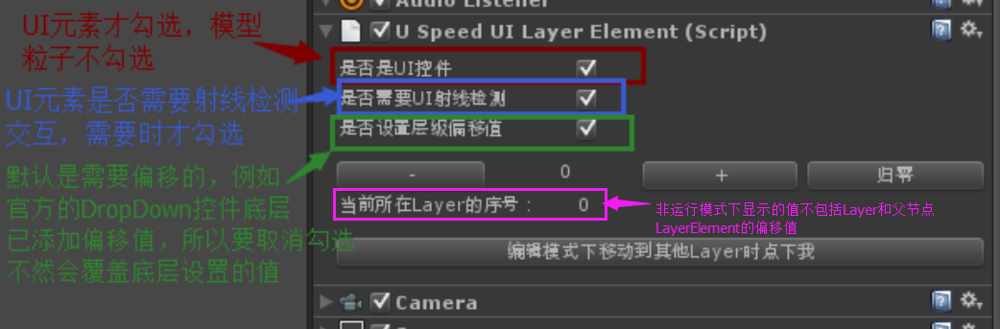 Audio Listener
U Speed UI Layer Element (Script)
UI元素才勾选，模型
粒子不勾选
是否是UI控件
UI元素是否需要射线检测
交互，需要时才勾选
是否需要UI射线检测
是否设置层级偏移值
默认是需要偏移的，例如
官方的DropDown控件底层
已添加偏移值，所以要取消勾选
不然会覆盖底层设置的值
- 0 + 归零
当前所在Layer的序号： 0
非运行模式下显示的值不包括Layer和父节点
LayerElement的偏移值
编辑模式下移动到其他Layer时点下我
Camera